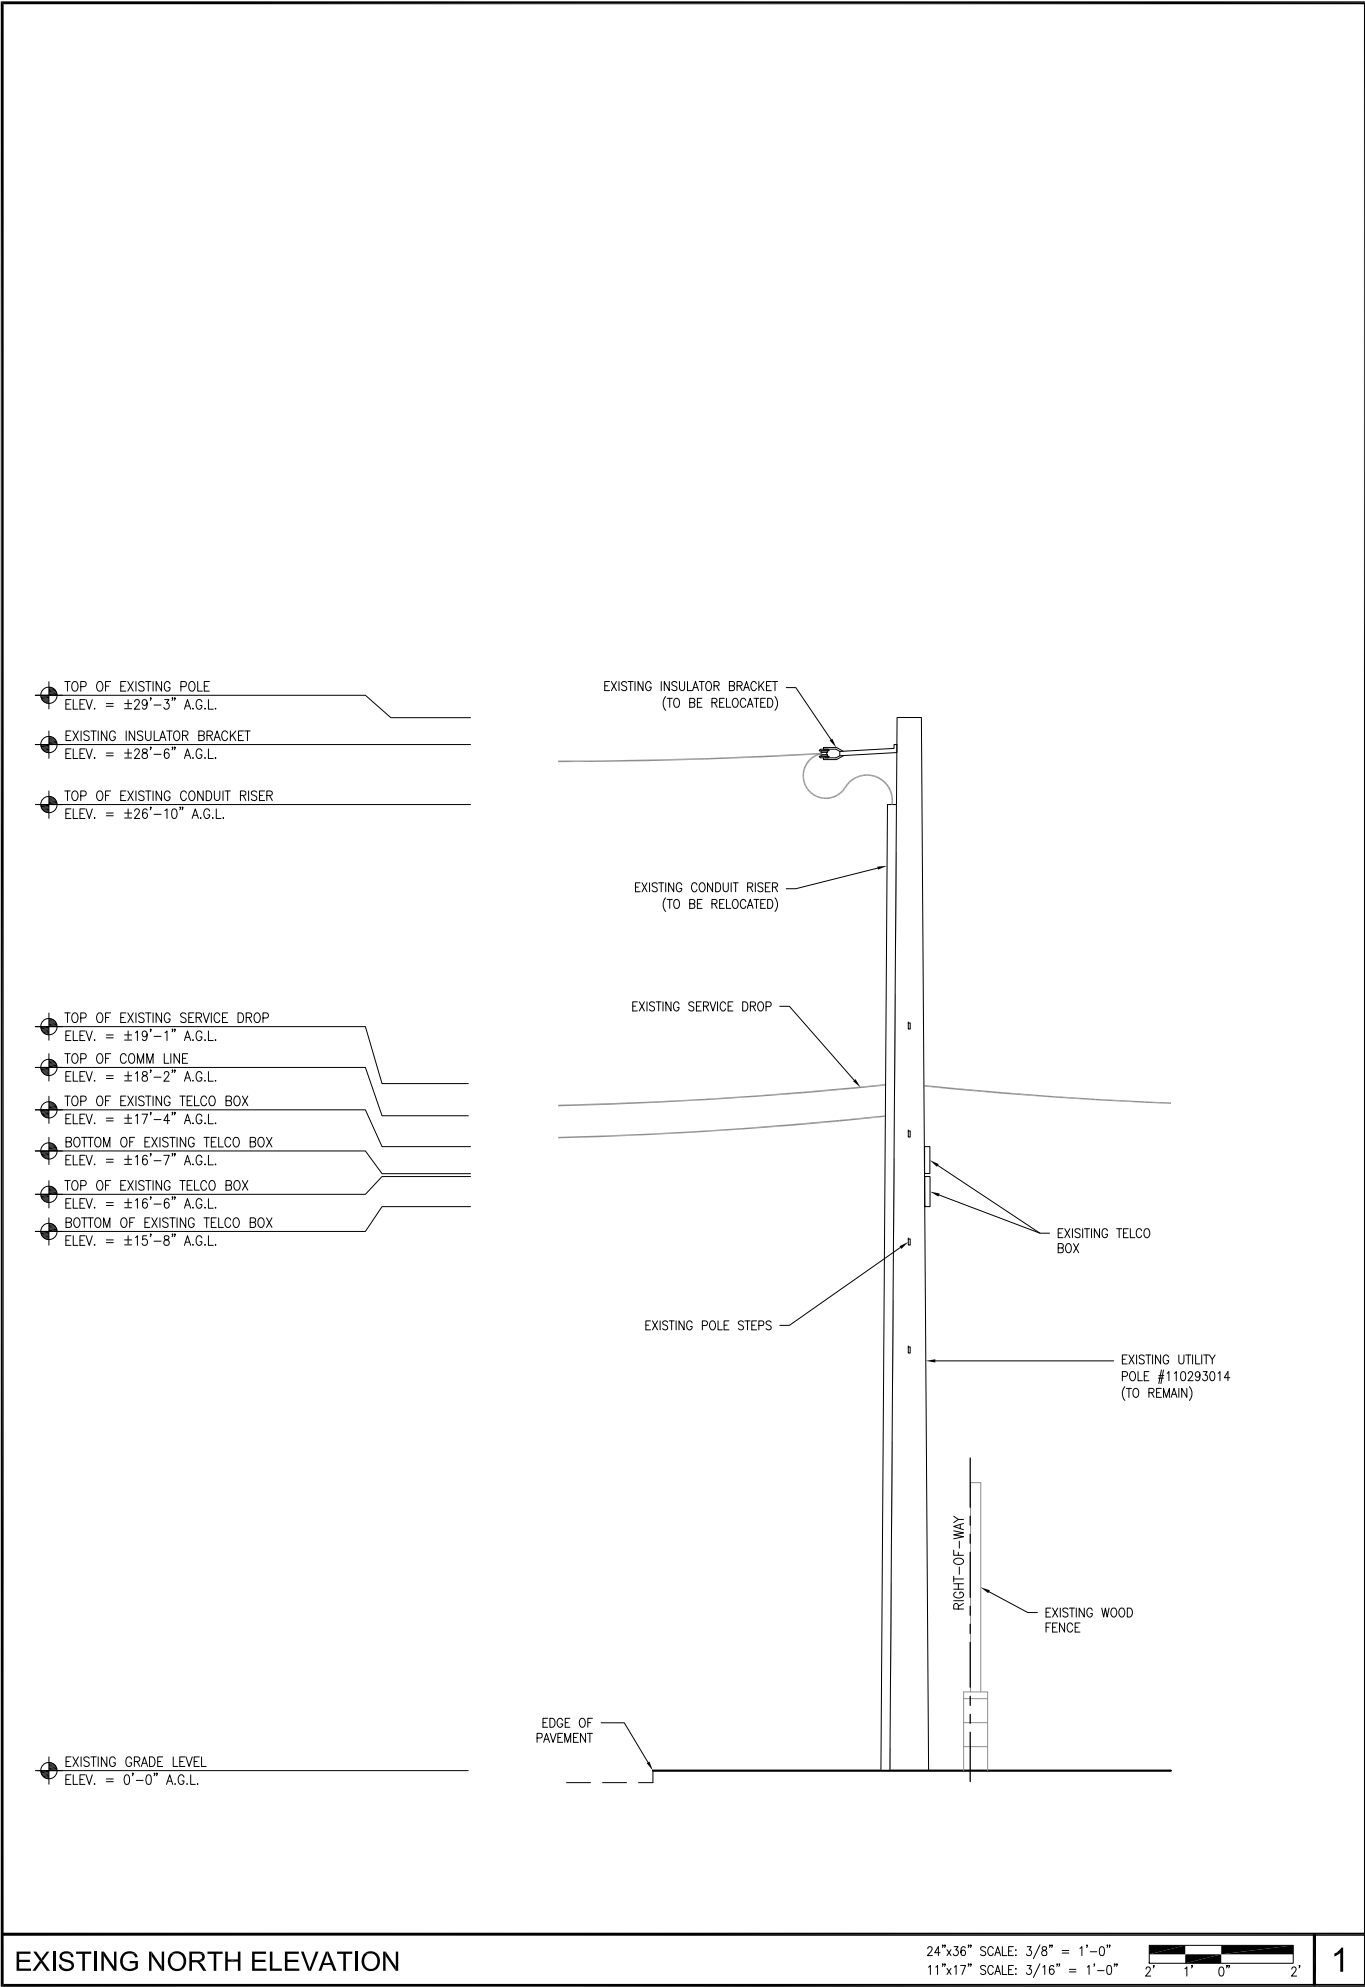 TOP OF EXISTING POLE
ELEV. = ±29'-3" A.G.L.
EXISTING INSULATOR BRACKET
ELEV. = ±28'-6" A.G.L.
TOP OF EXISTING CONDUIT RISER
ELEV. = ±26'-10" A.G.L.
EXISTING INSULATOR BRACKET
(TO BE RELOCATED)
EXISTING CONDUIT RISER
(TO BE RELOCATED)
EXISTING SERVICE DROP
TOP OF EXISTING SERVICE DROP
ELEV. = ±19'-1" A.G.L.
TOP OF COMM LINE
ELEV. = ±18'-2" A.G.L.
TOP OF EXISTING TELCO BOX
ELEV. = ±17'-4" A.G.L.
BOTTOM OF EXISTING TELCO BOX
ELEV. = ±16'-7" A.G.L.
TOP OF EXISTING TELCO BOX
ELEV. = ±16'-6" A.G.L.
BOTTOM OF EXISTING TELCO BOX
ELEV. = ±15'-8" A.G.L.
EXISITING TELCO
BOX
EXISTING POLE STEPS
EXISTING UTILITY
POLE #110293014
(TO REMAIN)
RIGHT-OF-WAY
EXISTING WOOD
FENCE
EDGE OF
PAVEMENT
EXISTING GRADE LEVEL
ELEV. = 0'-0" A.G.L.
EXISTING NORTH ELEVATION
24"x36" SCALE: 3/8" = 1'-0"
11"x17" SCALE: 3/16" = 1'-0"
2' 1' 0" 2'
1